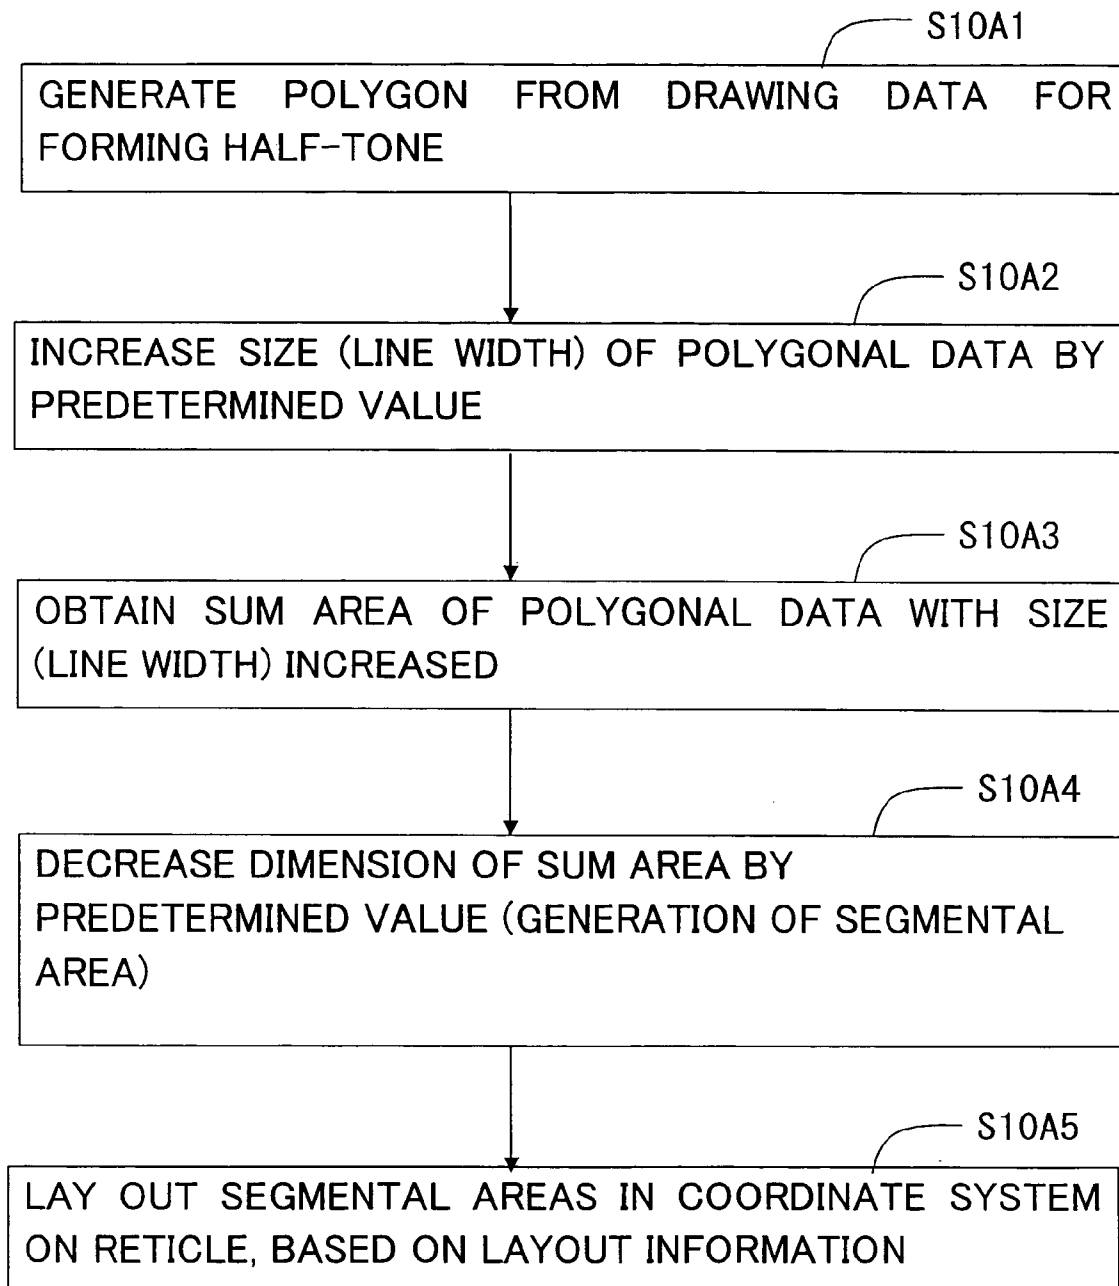 S10A1
GENERATE POLYGON FROM DRAWING DATA FOR
FORMING HALF-TONE
S10A2
INCREASE SIZE (LINE WIDTH) OF POLYGONAL DATA BY
PREDETERMINED VALUE
S10A3
OBTAIN SUM AREA OF POLYGONAL DATA WITH SIZE
(LINE WIDTH) INCREASED
S10A4
DECREASE DIMENSION OF SUM AREA BY
PREDETERMINED VALUE (GENERATION OF SEGMENTAL
AREA)
S10A5
LAY OUT SEGMENTAL AREAS IN COORDINATE SYSTEM
ON RETICLE, BASED ON LAYOUT INFORMATION